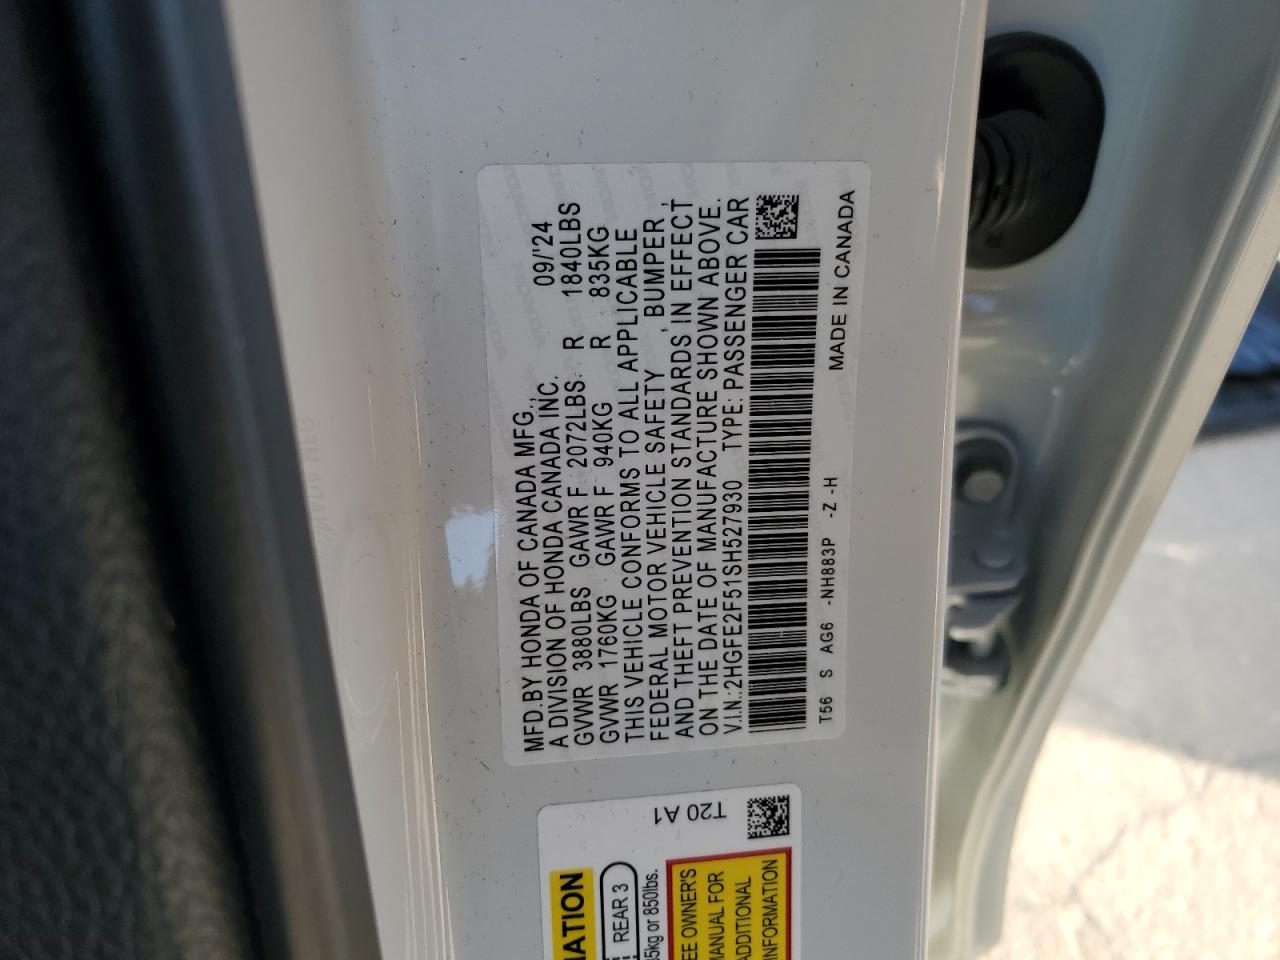 MFD.BY HONDA OF CANADA MFG.,
A DIVISION OF HONDA CANADA INC. 09/'24
GVWR 3880LBS GAWR F 2072LBS. R 1840LBS
GVWR 1760KG GAWR F 940KG R 835KG
THIS VEHICLE CONFORMS TO ALL APPLICABLE
FEDERAL MOTOR VEHICLE SAFETY , BUMPER ,
AND THEFT PREVENTION STANDARDS IN EFFECT
ON THE DATE OF MANUFACTURE SHOWN ABOVE.
V.I.N.:2HGFE2F51SH527930 TYPE: PASSENGER CAR
T56 S AG6 -NH883P -Z -H
MADE IN CANADA
T20 A1
REAR 3
or 850lbs.
OWNER'S
MANUAL FOR
ADDITIONAL
INFORMATION